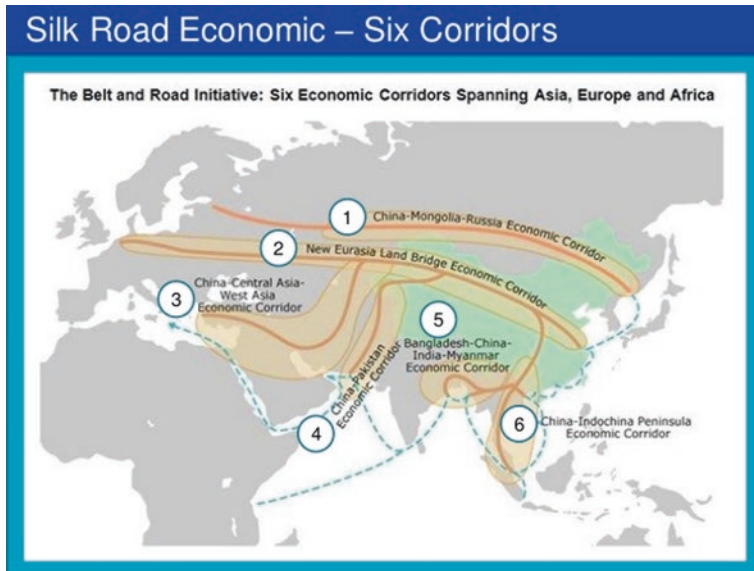 Silk Road Economic – Six Corridors
The Belt and Road Initiative: Six Economic Corridors Spanning Asia, Europe and Africa
1
China-Mongolia-Russia Economic Corridor
2
New Eurasia Land Bridge Economic Corridor
3
China-Central Asia-
West Asia
Economic Corridor
5
Bangladesh-China-
India-Myanmar
Economic Corridor
4
China-Pakistan
Economic Corridor
6
China-Indochina Peninsula
Economic Corridor